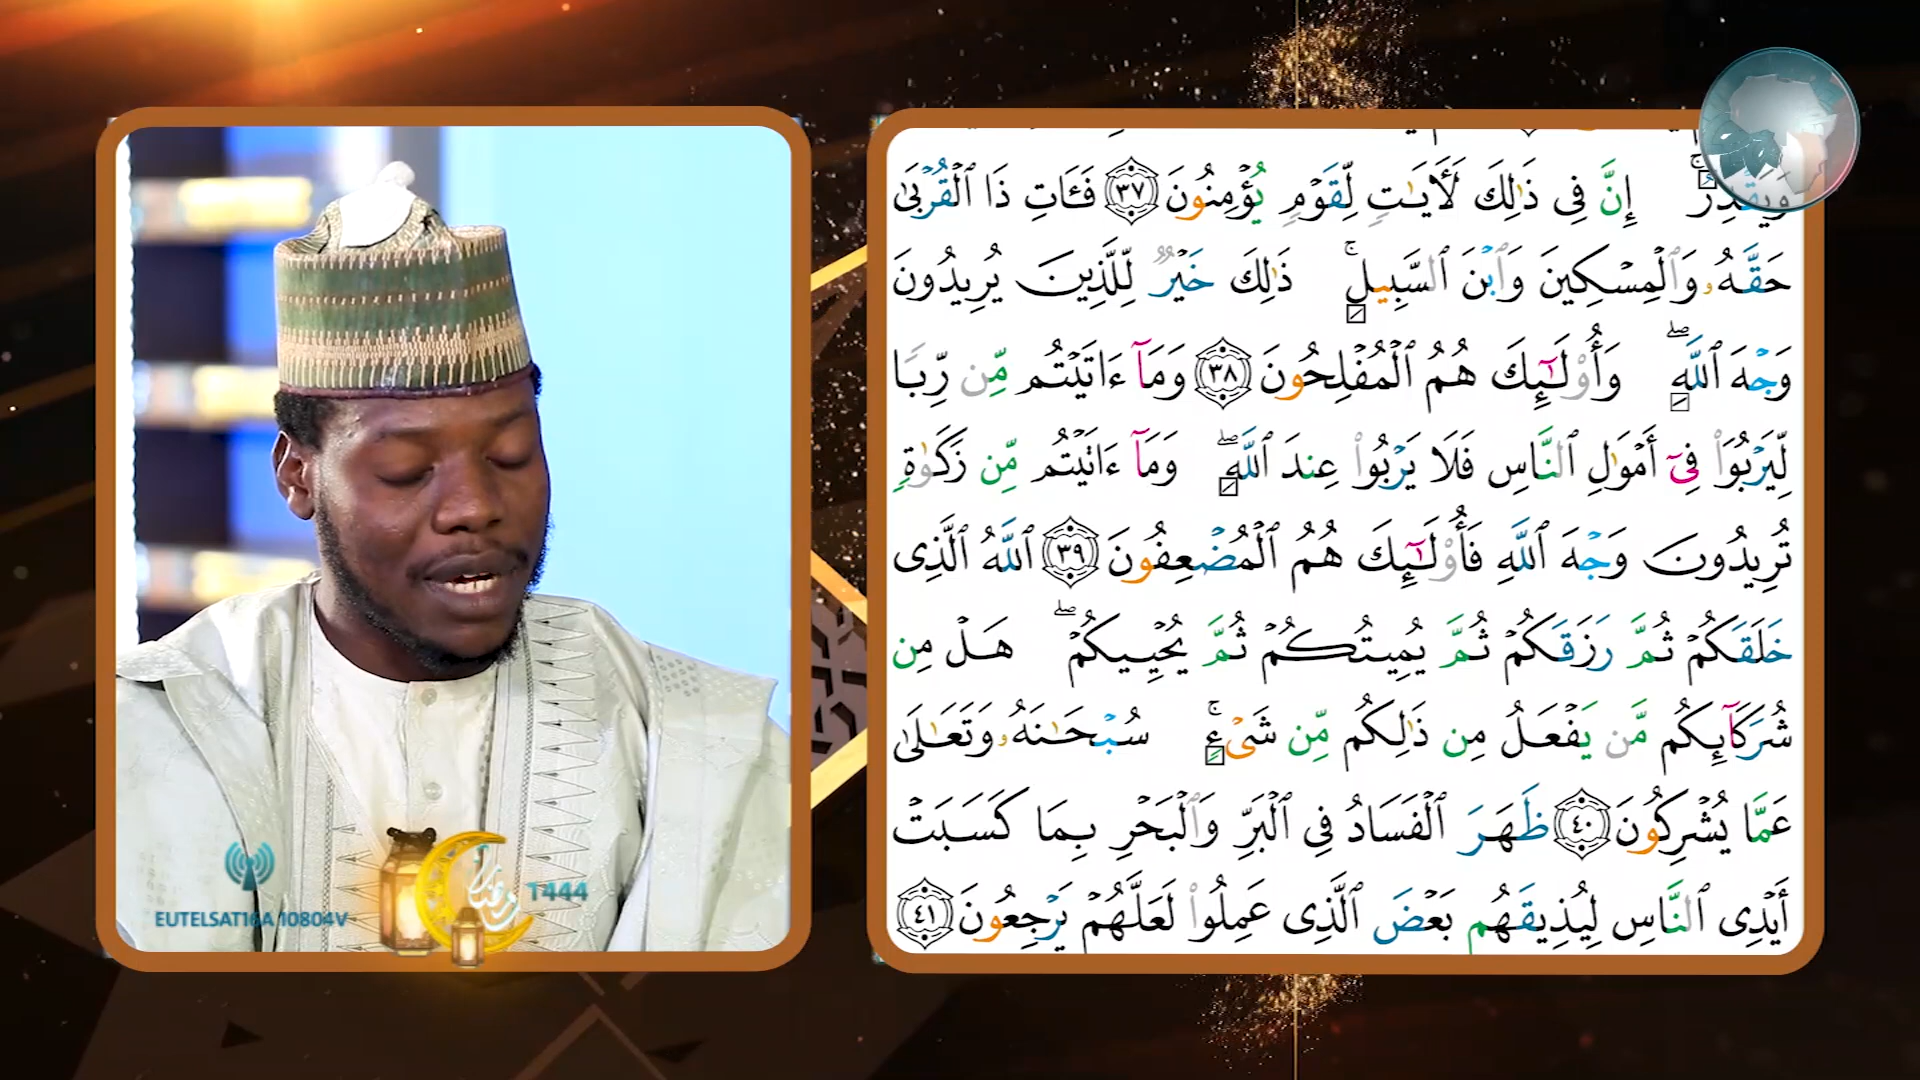 وَيَقْدِرُ ۚ إِنَّ فِى ذَٰلِكَ لَأَيَـٰتٍ لِّقَوْمٍ يُؤْمِنُونَ ٣٧ فَـَٔاتِ ذَا ٱلْقُرْبَىٰ
حَقَّهُۥ وَٱلْمِسْكِينَ وَٱبْنَ ٱلسَّبِيلِ ۚ ذَٰلِكَ خَيْرٌ لِّلَّذِينَ يُرِيدُونَ
وَجْهَ ٱللَّهِ ۖ وَأُو۟لَـٰٓئِكَ هُمُ ٱلْمُفْلِحُونَ ٣٨ وَمَآ ءَاتَيْتُم مِّن رِّبًا
لِّيَرْبُوَا۟ فِىٓ أَمْوَٰلِ ٱلنَّاسِ فَلَا يَرْبُوا۟ عِندَ ٱللَّهِ ۖ وَمَآ ءَاتَيْتُم مِّن زَكَوٰةٍ
تُرِيدُونَ وَجْهَ ٱللَّهِ فَأُو۟لَـٰٓئِكَ هُمُ ٱلْمُضْعِفُونَ ٣٩ ٱللَّهُ ٱلَّذِى
خَلَقَكُمْ ثُمَّ رَزَقَكُمْ ثُمَّ يُمِيتُكُمْ ثُمَّ يُحْيِيكُمْ ۖ هَلْ مِن
شُرَكَآئِكُم مَّن يَفْعَلُ مِن ذَٰلِكُم مِّن شَىْءٍ ۚ سُبْحَـٰنَهُۥ وَتَعَـٰلَىٰ
عَمَّا يُشْرِكُونَ ٤٠ ظَهَرَ ٱلْفَسَادُ فِى ٱلْبَرِّ وَٱلْبَحْرِ بِمَا كَسَبَتْ
أَيْدِى ٱلنَّاسِ لِيُذِيقَهُم بَعْضَ ٱلَّذِى عَمِلُوا۟ لَعَلَّهُمْ يَرْجِعُونَ ٤١
رمضان 1444
EUTELSAT16A 10804V